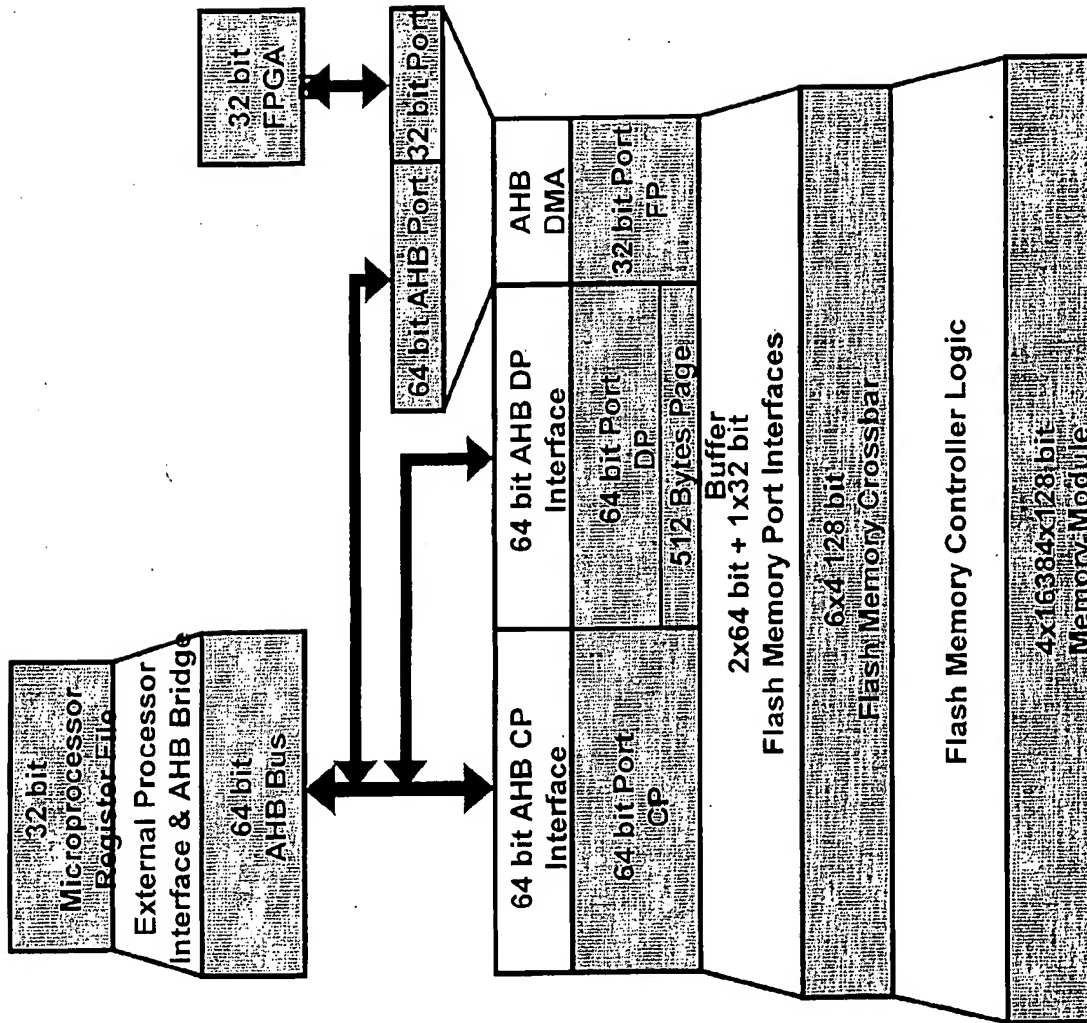 32 bit
Microprocessor
Register File
External Processor
Interface & AHB Bridge
64 bit
AHB Bus
32 bit
FPGA
64 bit AHB Port
32 bit Port
64 bit AHB CP
Interface
64 bit AHB DP
Interface
AHB
DMA
64 bit Port
CP
64 bit Port
DP
512 Bytes Page
32 bit Port
FP
Buffer
2x64 bit + 1x32 bit
Flash Memory Port Interfaces
6x4 128 bit
Flash Memory Crossbar
Flash Memory Controller Logic
4x16384x128 bit
Memory Module